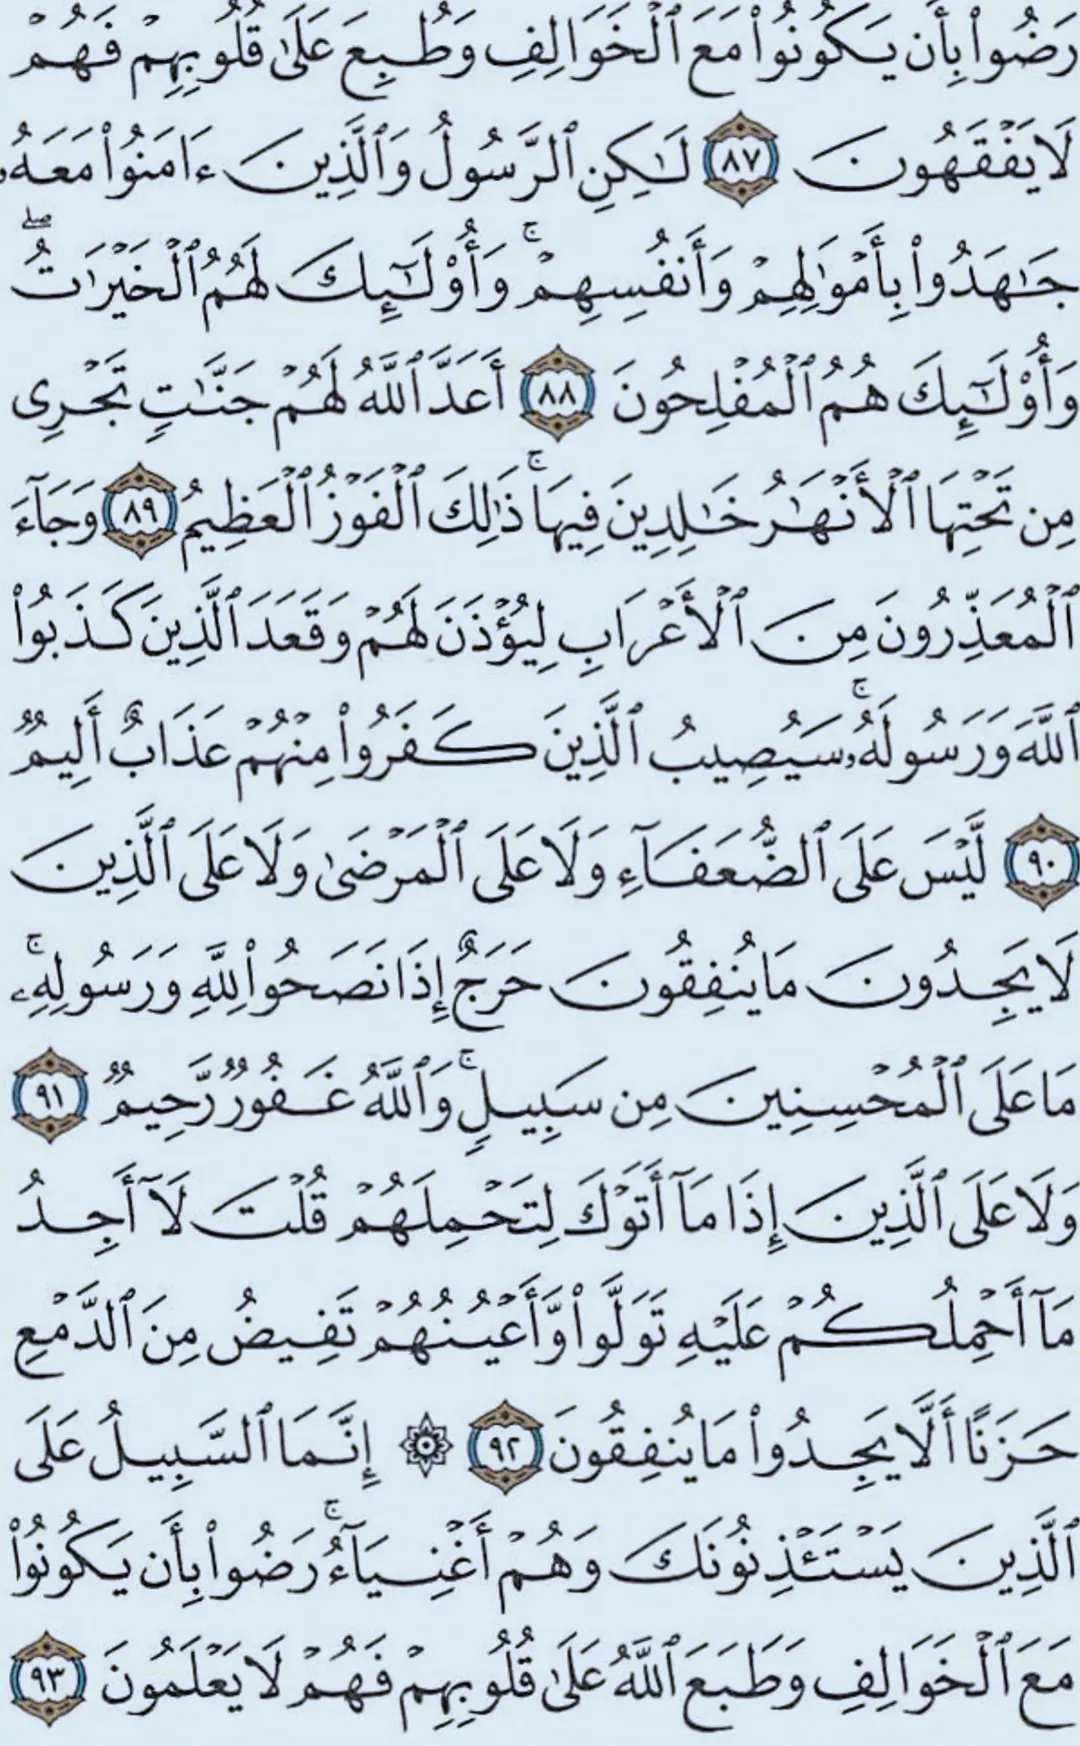 رَضُوا۟ بِأَن يَكُونُوا۟ مَعَ ٱلْخَوَالِفِ وَطُبِعَ عَلَىٰ قُلُوبِهِمْ فَهُمْ
لَا يَفْقَهُونَ ٨٧ لَـٰكِنِ ٱلرَّسُولُ وَٱلَّذِينَ ءَامَنُوا۟ مَعَهُۥ
جَـٰهَدُوا۟ بِأَمْوَٰلِهِمْ وَأَنفُسِهِمْ ۚ وَأُو۟لَـٰٓئِكَ لَهُمُ ٱلْخَيْرَٰتُ ۖ
وَأُو۟لَـٰٓئِكَ هُمُ ٱلْمُفْلِحُونَ ٨٨ أَعَدَّ ٱللَّهُ لَهُمْ جَنَّـٰتٍ تَجْرِى
مِن تَحْتِهَا ٱلْأَنْهَـٰرُ خَـٰلِدِينَ فِيهَا ۚ ذَٰلِكَ ٱلْفَوْزُ ٱلْعَظِيمُ ٨٩ وَجَآءَ
ٱلْمُعَذِّرُونَ مِنَ ٱلْأَعْرَابِ لِيُؤْذَنَ لَهُمْ وَقَعَدَ ٱلَّذِينَ كَذَبُوا۟
ٱللَّهَ وَرَسُولَهُۥ ۚ سَيُصِيبُ ٱلَّذِينَ كَفَرُوا۟ مِنْهُمْ عَذَابٌ أَلِيمٌ
٩٠ لَّيْسَ عَلَى ٱلضُّعَفَآءِ وَلَا عَلَى ٱلْمَرْضَىٰ وَلَا عَلَى ٱلَّذِينَ
لَا يَجِدُونَ مَا يُنفِقُونَ حَرَجٌ إِذَا نَصَحُوا۟ لِلَّهِ وَرَسُولِهِۦ ۚ
مَا عَلَى ٱلْمُحْسِنِينَ مِن سَبِيلٍ ۚ وَٱللَّهُ غَفُورٌ رَّحِيمٌ ٩١
وَلَا عَلَى ٱلَّذِينَ إِذَا مَآ أَتَوْكَ لِتَحْمِلَهُمْ قُلْتَ لَآ أَجِدُ
مَآ أَحْمِلُكُمْ عَلَيْهِ تَوَلَّوا۟ وَّأَعْيُنُهُمْ تَفِيضُ مِنَ ٱلدَّمْعِ
حَزَنًا أَلَّا يَجِدُوا۟ مَا يُنفِقُونَ ٩٢ ۞ إِنَّمَا ٱلسَّبِيلُ عَلَى
ٱلَّذِينَ يَسْتَـْٔذِنُونَكَ وَهُمْ أَغْنِيَآءُ ۚ رَضُوا۟ بِأَن يَكُونُوا۟
مَعَ ٱلْخَوَالِفِ وَطَبَعَ ٱللَّهُ عَلَىٰ قُلُوبِهِمْ فَهُمْ لَا يَعْلَمُونَ ٩٣